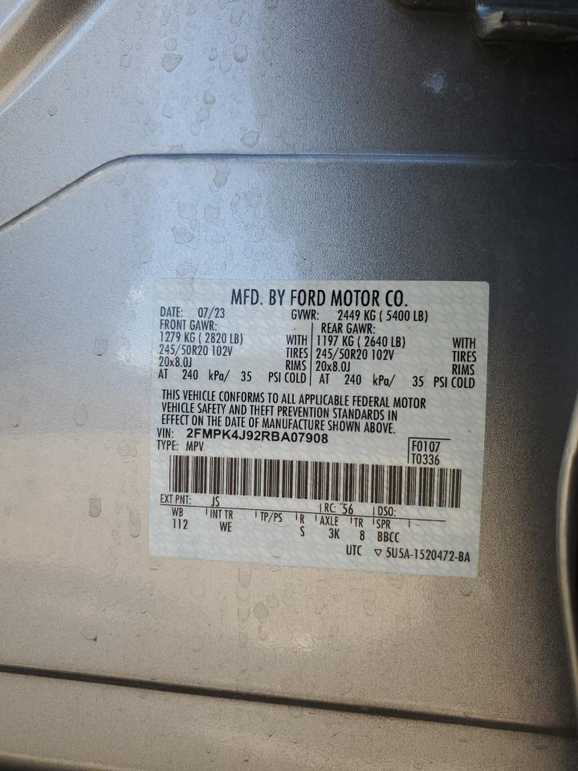 MFD. BY FORD MOTOR CO.
DATE: 07/23 GVWR: 2449 KG ( 5400 LB)
FRONT GAWR: REAR GAWR:
1279 KG ( 2820 LB) WITH 1197 KG ( 2640 LB) WITH
245/50R20 102V TIRES 245/50R20 102V TIRES
20x8.0J RIMS 20x8.0J RIMS
AT 240 kPa/ 35 PSI COLD AT 240 kPa/ 35 PSI COLD
THIS VEHICLE CONFORMS TO ALL APPLICABLE FEDERAL MOTOR
VEHICLE SAFETY AND THEFT PREVENTION STANDARDS IN
EFFECT ON THE DATE OF MANUFACTURE SHOWN ABOVE.
VIN: 2FMPK4J92RBA07908 F0107
TYPE: MPV T0336
EXT PNT: JS RC: 56 DSO:
WB INT TR TP/PS R AXLE TR SPR
112 WE S 3K 8 BBCC
UTC ▽ 5U5A-1520472-BA